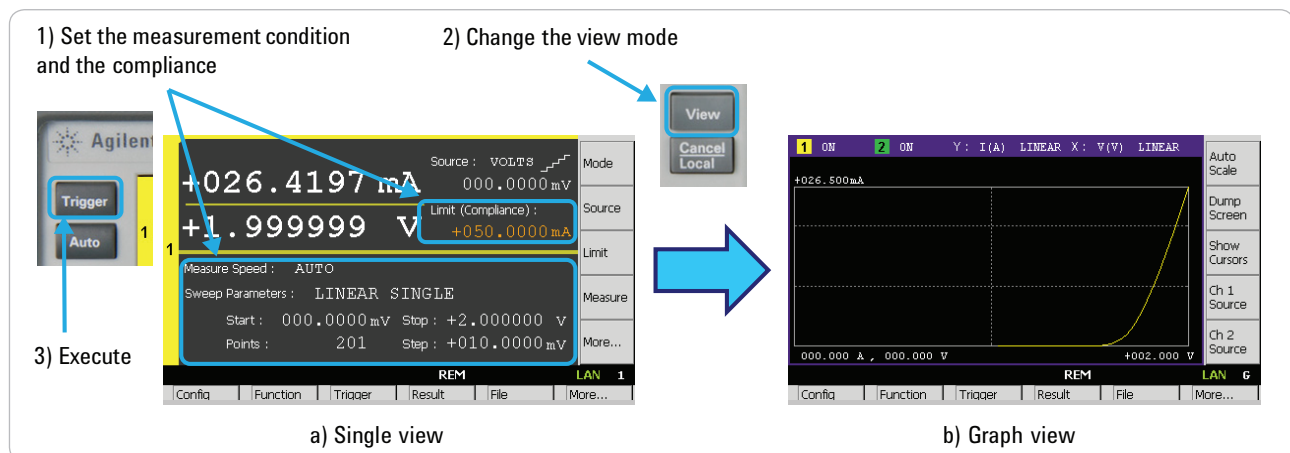 1) Set the measurement condition
and the compliance
2) Change the view mode
Agilent
Trigger
Auto
1
3) Execute
1
+026.4197 mA
+1.999999 V
Source : VOLTS
000.0000 mV
Limit (Compliance) :
+050.0000 mA
Measure Speed : AUTO
Sweep Parameters : LINEAR SINGLE
Start : 000.0000 mV Stop : +2.000000 V
Points : 201 Step : +010.0000 mV
Mode
Source
Limit
Measure
More...
REM LAN 1
Config Function Trigger Result File More...
a) Single view
View
Cancel
Local
1 ON 2 ON Y : I(A) LINEAR X : V(V) LINEAR
+026.500mA
000.000 A , 000.000 V +002.000 V
Auto
Scale
Dump
Screen
Show
Cursors
Ch 1
Source
Ch 2
Source
REM LAN G
Config Function Trigger Result File More...
b) Graph view